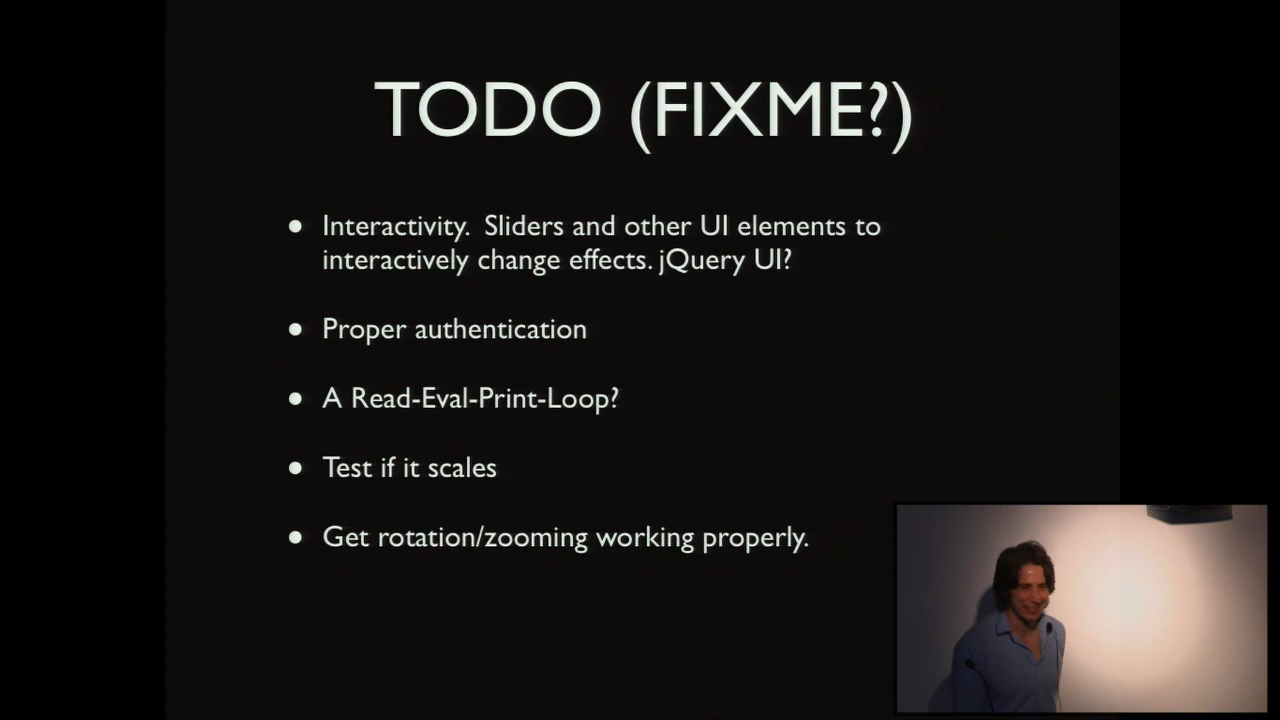 TODO (FIXME?)
• Interactivity. Sliders and other UI elements to
interactively change effects. jQuery UI?
• Proper authentication
• A Read-Eval-Print-Loop?
• Test if it scales
• Get rotation/zooming working properly.